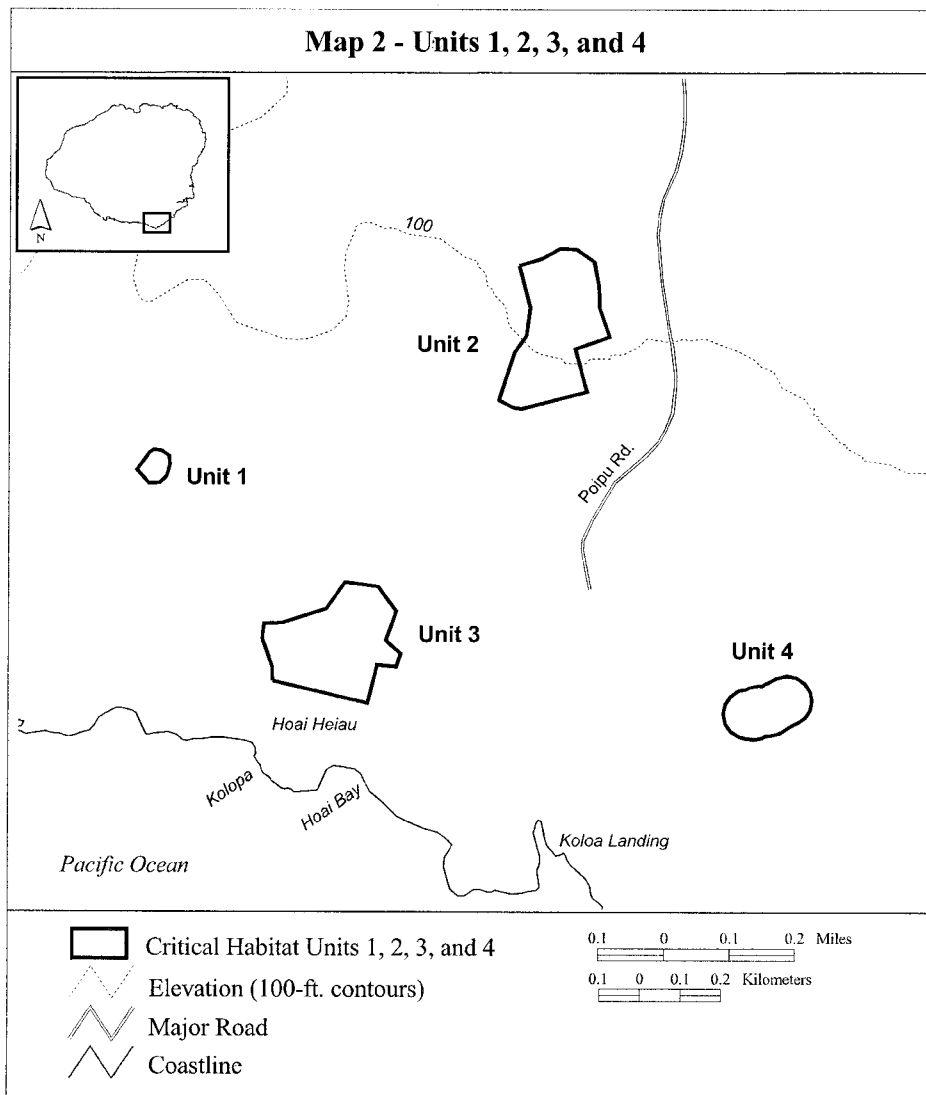 Map 2 - Units 1, 2, 3, and 4
N
100
Unit 2
Poipu Rd.
Unit 1
Unit 3
Unit 4
Hoai Heiau
Kolopa
Hoai Bay
Koloa Landing
Pacific Ocean
Critical Habitat Units 1, 2, 3, and 4
Elevation (100-ft. contours)
Major Road
Coastline
0.1 0 0.1 0.2 Miles
0.1 0 0.1 0.2 Kilometers